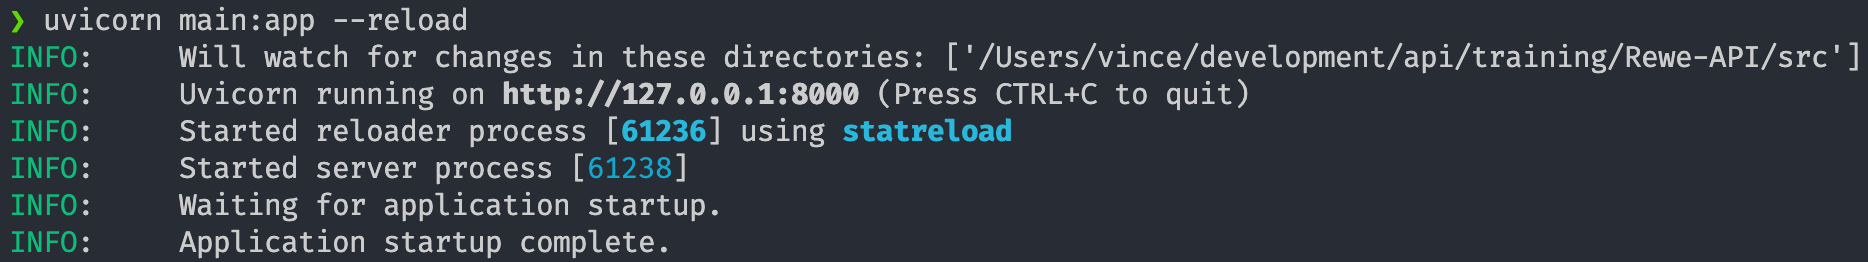 ❯ uvicorn main:app --reload
INFO:     Will watch for changes in these directories: ['/Users/vince/development/api/training/Rewe-API/src']
INFO:     Uvicorn running on http://127.0.0.1:8000 (Press CTRL+C to quit)
INFO:     Started reloader process [61236] using statreload
INFO:     Started server process [61238]
INFO:     Waiting for application startup.
INFO:     Application startup complete.